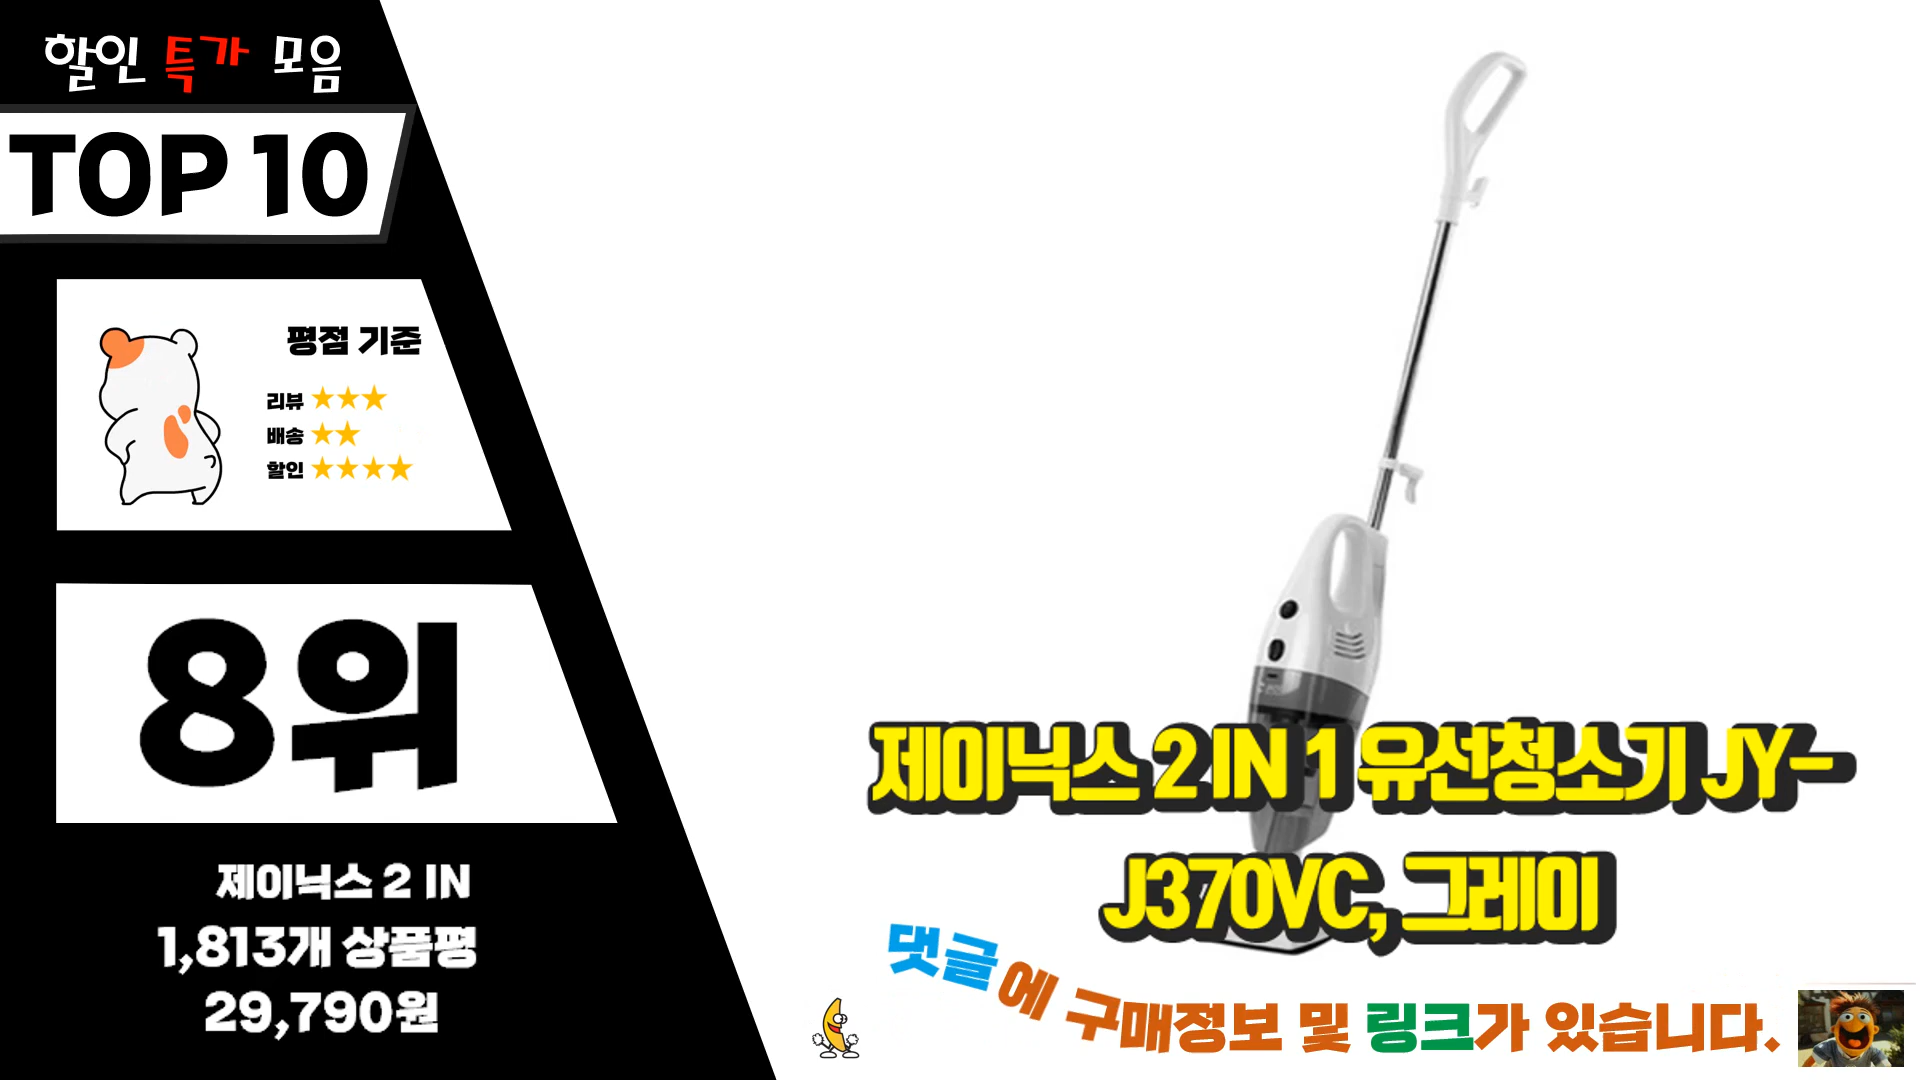 할인 특가 모음
TOP 10
평점 기준
리뷰 ★★★
배송 ★★
할인 ★★★★
8위
제이닉스 2 IN
1,813개 상품평
29,790원
제이닉스 2 IN 1 유선청소기 JY-
J370VC, 그레이
댓글에 구매정보 및 링크가 있습니다.